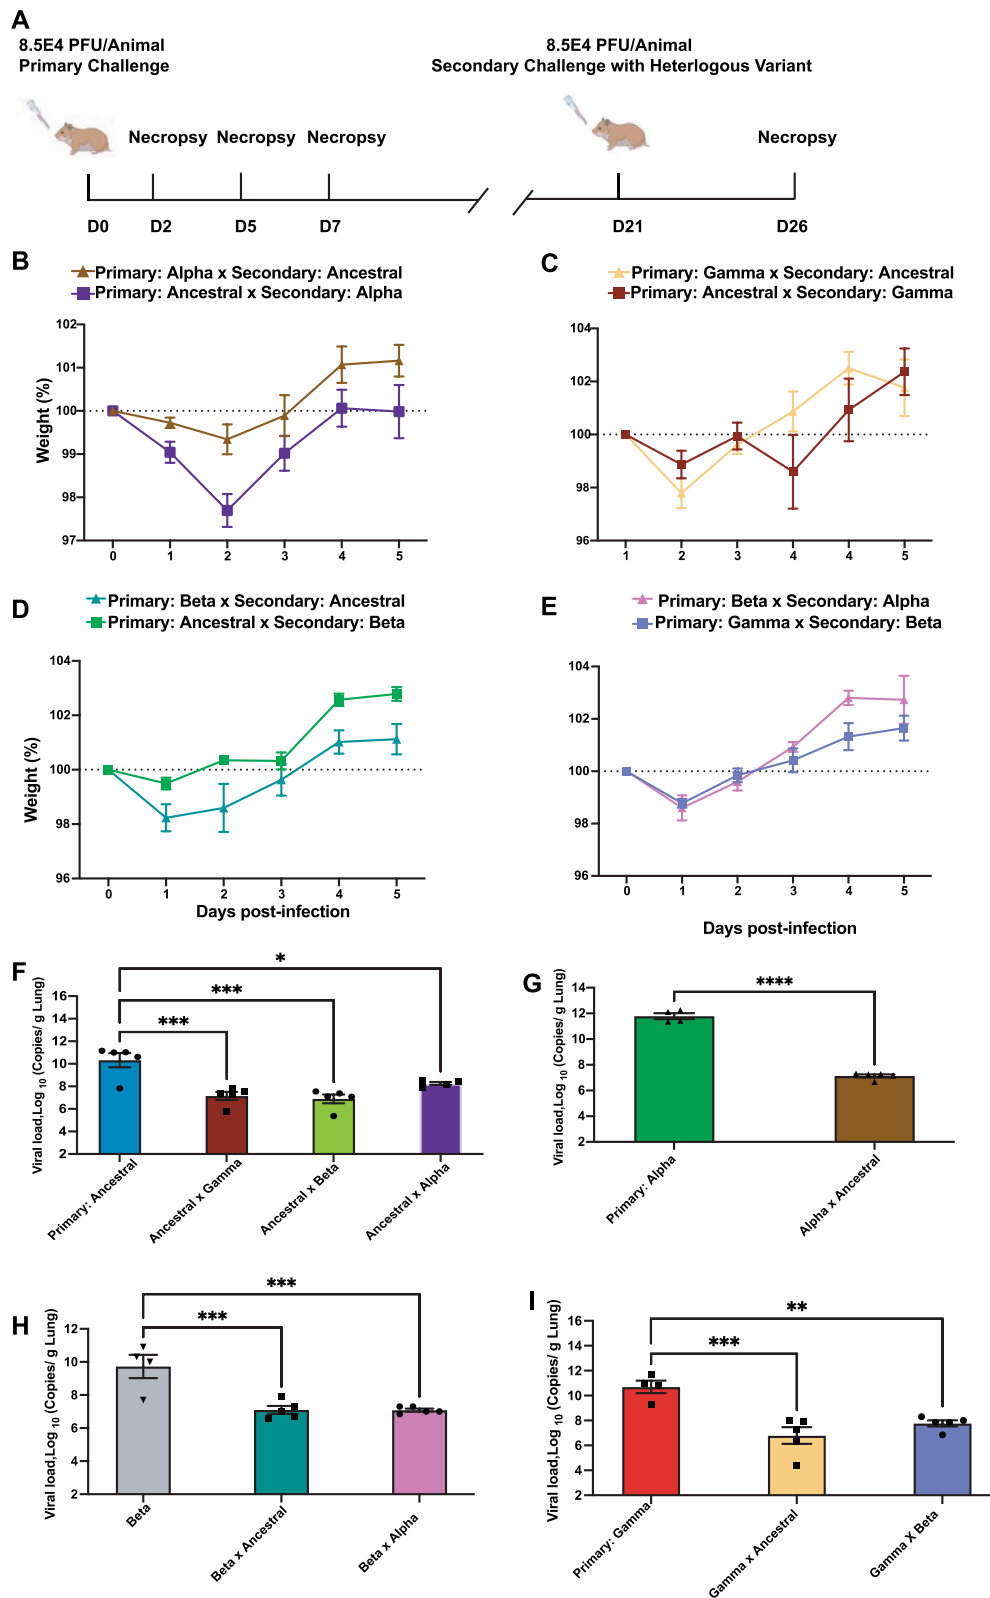 A
8.5E4 PFU/Animal
Primary Challenge
8.5E4 PFU/Animal
Secondary Challenge with Heterlogous Variant
Necropsy Necropsy Necropsy
Necropsy
D0 D2 D5 D7 D21 D26
B
Primary: Alpha x Secondary: Ancestral
Primary: Ancestral x Secondary: Alpha
Weight (%)
102
101
100
99
98
97
0 1 2 3 4 5
C
Primary: Gamma x Secondary: Ancestral
Primary: Ancestral x Secondary: Gamma
104
102
100
98
96
1 2 3 4 4 5
D
Primary: Beta x Secondary: Ancestral
Primary: Ancestral x Secondary: Beta
Weight (%)
104
102
100
98
96
0 1 2 3 4 5
Days post-infection
E
Primary: Beta x Secondary: Alpha
Primary: Gamma x Secondary: Beta
104
102
100
98
96
0 1 2 3 4 5
Days post-infection
F
Viral load,Log 10 (Copies/ g Lung)
*
***
***
16
14
12
10
8
6
4
2
Primary: Ancestral
Ancestral x Gamma
Ancestral x Beta
Ancestral x Alpha
G
Viral load,Log 10 (Copies/ g Lung)
****
14
12
10
8
6
4
2
Primary: Alpha
Alpha x Ancestral
H
Viral load,Log 10 (Copies/ g Lung)
***
***
12
10
8
6
4
2
Beta
Beta x Ancestral
Beta x Alpha
I
Viral load,Log 10 (Copies/ g Lung)
**
***
16
14
12
10
8
6
4
2
Primary: Gamma
Gamma x Ancestral
Gamma X Beta